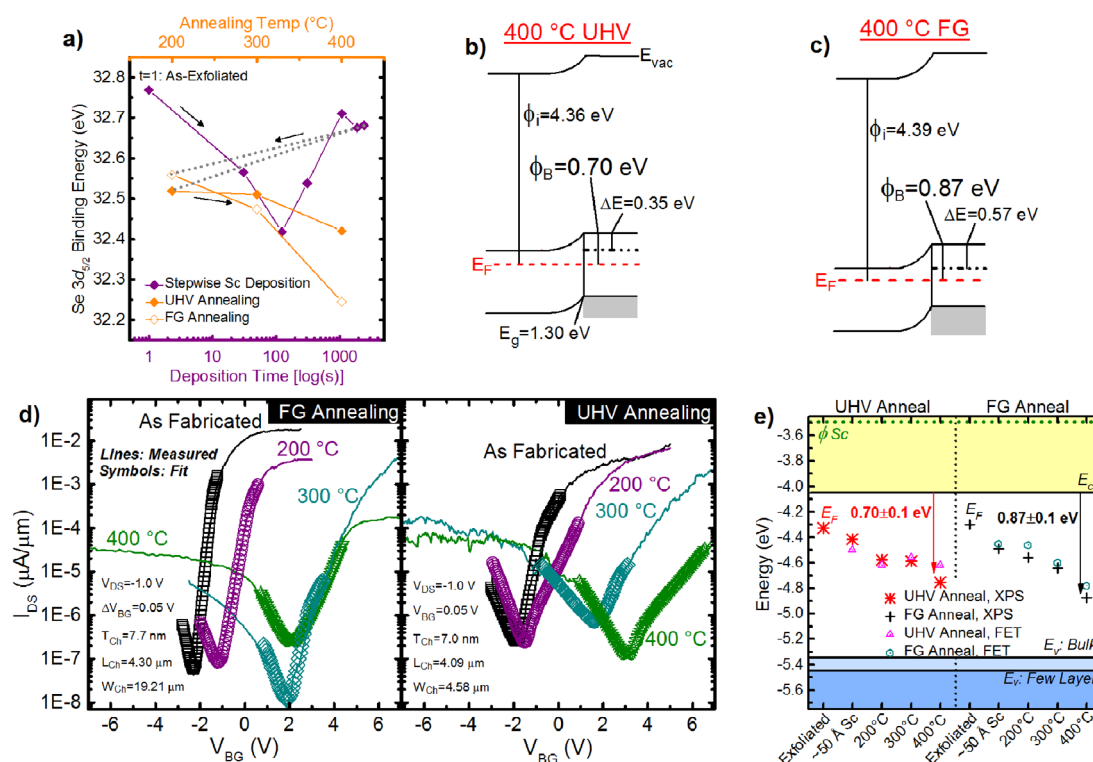 a)
Annealing Temp (°C)
200 300 400
t=1: As-Exfoliated
32.8
32.7
32.6
32.5
32.4
32.3
32.2
Se 3d5/2 Binding Energy (eV)
Stepwise Sc Deposition
UHV Annealing
FG Annealing
1 10 100 1000
Deposition Time [log(s)]
b)
400 °C UHV
Evac
ϕi=4.36 eV
ϕB=0.70 eV
ΔE=0.35 eV
EF
Eg=1.30 eV
c)
400 °C FG
ϕi=4.39 eV
ϕB=0.87 eV
ΔE=0.57 eV
EF
d)
FG Annealing
As Fabricated
Lines: Measured
Symbols: Fit
200 °C
300 °C
400 °C
VDS=-1.0 V
ΔVBG=0.05 V
TCh=7.7 nm
LCh=4.30 μm
WCh=19.21 μm
1E-2
1E-3
1E-4
1E-5
1E-6
1E-7
1E-8
IDS (μA/μm)
-6 -4 -2 0 2 4 6
VBG (V)
UHV Annealing
As Fabricated
200 °C
300 °C
400 °C
VDS=-1.0 V
VBG=0.05 V
TCh=7.0 nm
LCh=4.09 μm
WCh=4.58 μm
-6 -4 -2 0 2 4 6
VBG (V)
e)
UHV Anneal FG Anneal
ϕ Sc
Ec
EF 0.70±0.1 eV
EF 0.87±0.1 eV
UHV Anneal, XPS
FG Anneal, XPS
UHV Anneal, FET
FG Anneal, FET
Ev: Bulk
Ev: Few Layer
-3.6
-3.8
-4.0
-4.2
-4.4
-4.6
-4.8
-5.0
-5.2
-5.4
-5.6
Energy (eV)
Exfoliated
~50 Å Sc
200°C
300°C
400°C
Exfoliated
~50 Å Sc
200°C
300°C
400°C